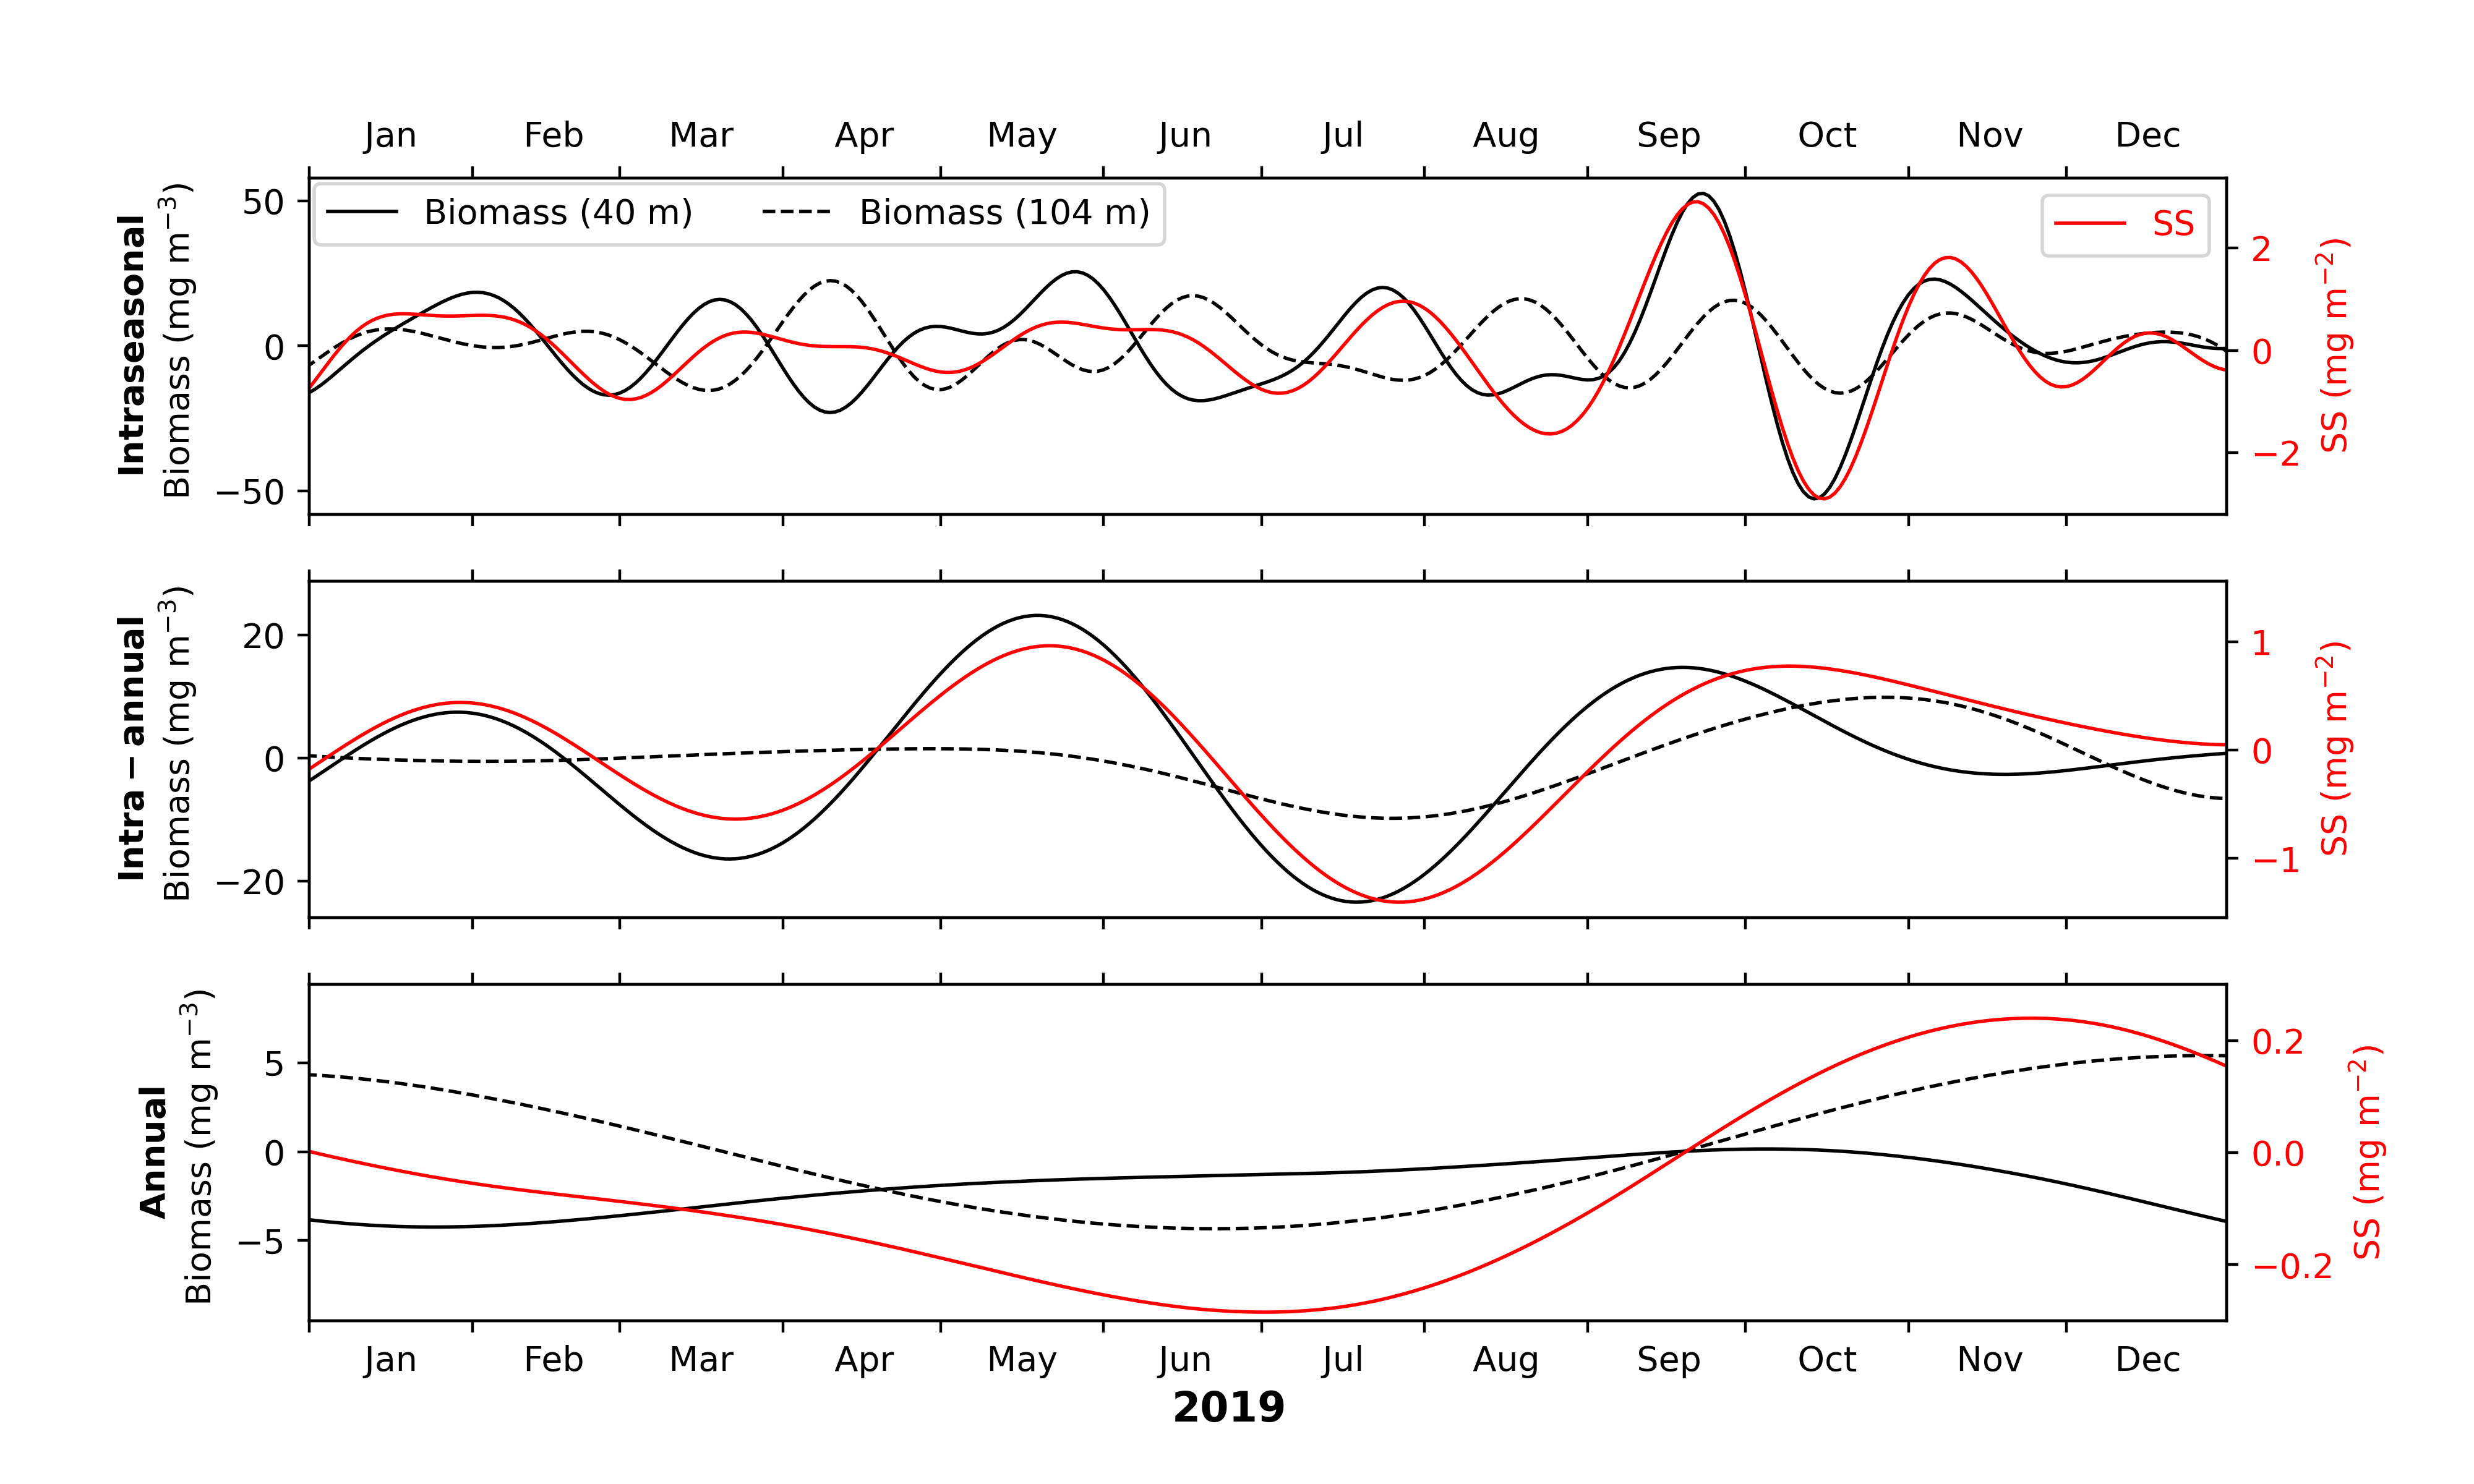 Jan Feb Mar Apr May Jun Jul Aug Sep Oct Nov Dec
Intraseasonal
Biomass (mg m⁻³)
50
0
−50
Biomass (40 m) Biomass (104 m)
SS
2
0
−2
SS (mg m⁻²)
Intra − annual
Biomass (mg m⁻³)
20
0
−20
1
0
−1
SS (mg m⁻²)
Annual
Biomass (mg m⁻³)
5
0
−5
0.2
0.0
−0.2
SS (mg m⁻²)
Jan Feb Mar Apr May Jun Jul Aug Sep Oct Nov Dec
2019